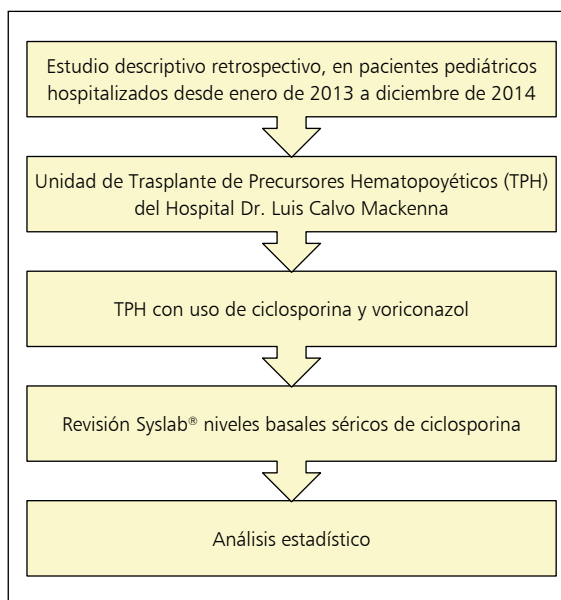 Estudio descriptivo retrospectivo, en pacientes pediátricos
hospitalizados desde enero de 2013 a diciembre de 2014
Unidad de Trasplante de Precursores Hematopoyéticos (TPH)
del Hospital Dr. Luis Calvo Mackenna
TPH con uso de ciclosporina y voriconazol
Revisión Syslab® niveles basales séricos de ciclosporina
Análisis estadístico